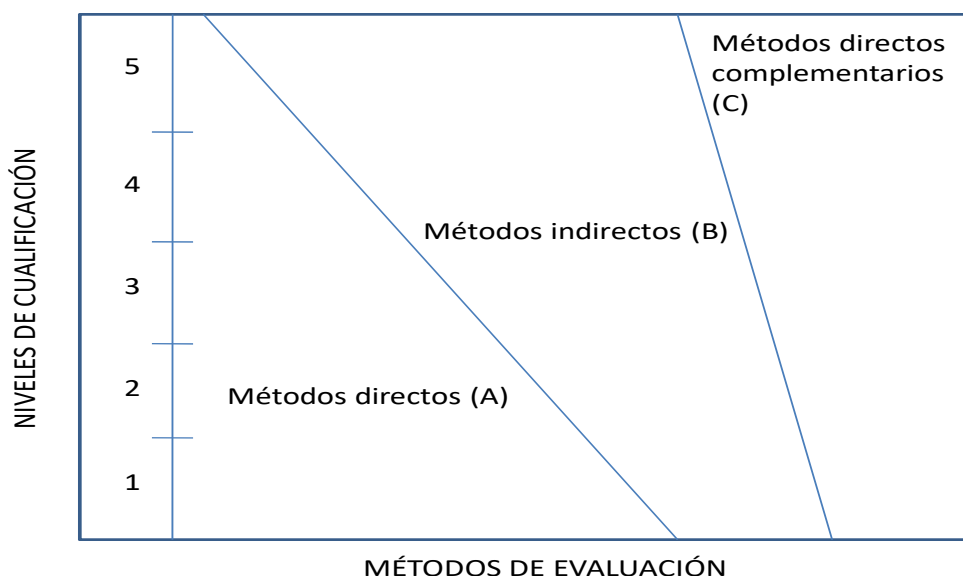 NIVELES DE CUALIFICACIÓN
5
4
3
2
1
Métodos directos
complementarios
(C)
Métodos indirectos (B)
Métodos directos (A)
MÉTODOS DE EVALUACIÓN